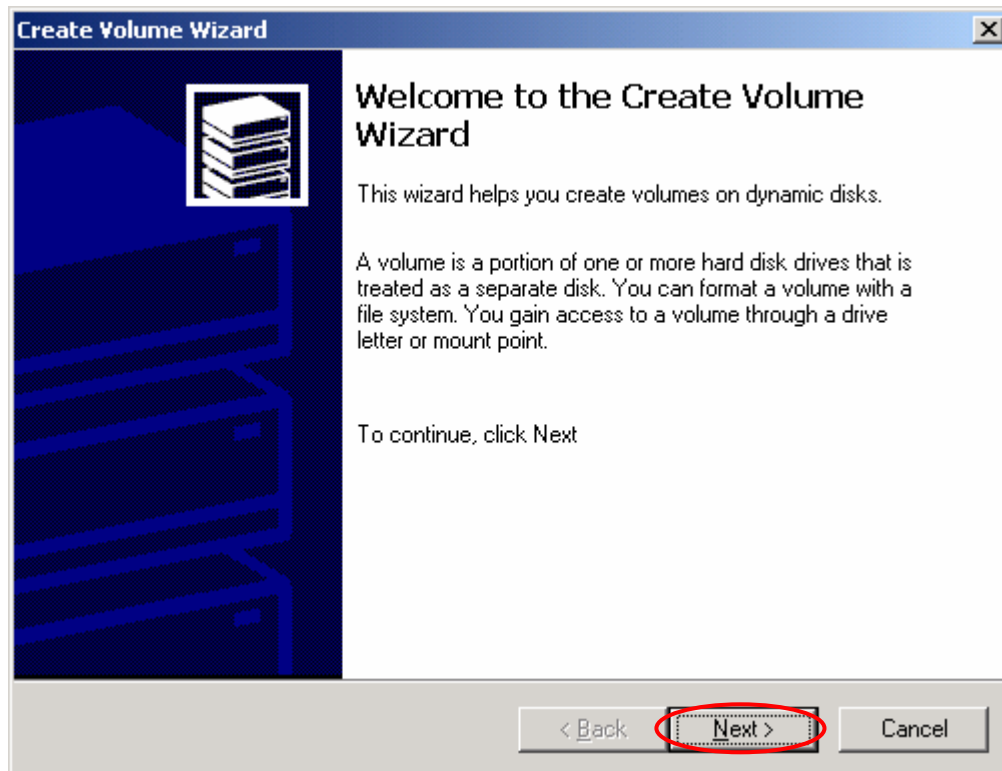 Create Volume Wizard
Welcome to the Create Volume
Wizard
This wizard helps you create volumes on dynamic disks.
A volume is a portion of one or more hard disk drives that is
treated as a separate disk. You can format a volume with a
file system. You gain access to a volume through a drive
letter or mount point.
To continue, click Next
< Back Next > Cancel